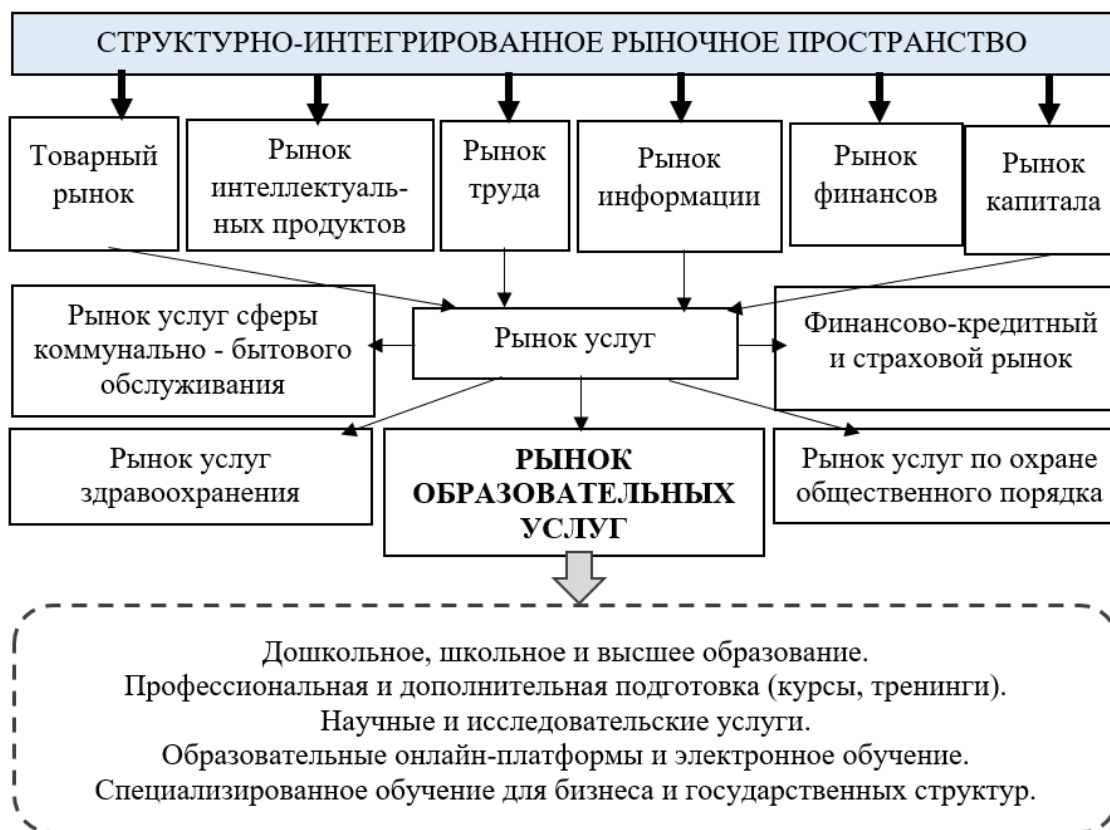 СТРУКТУРНО-ИНТЕГРИРОВАННОЕ РЫНОЧНОЕ ПРОСТРАНСТВО
Товарный
рынок
Рынок
интеллектуаль-
ных продуктов
Рынок
труда
Рынок
информации
Рынок
финансов
Рынок
капитала
Рынок услуг сферы
коммунально - бытового
обслуживания
Рынок услуг
Финансово-кредитный
и страховой рынок
Рынок услуг
здравоохранения
РЫНОК
ОБРАЗОВАТЕЛЬНЫХ
УСЛУГ
Рынок услуг по охране
общественного порядка
Дошкольное, школьное и высшее образование.
Профессиональная и дополнительная подготовка (курсы, тренинги).
Научные и исследовательские услуги.
Образовательные онлайн-платформы и электронное обучение.
Специализированное обучение для бизнеса и государственных структур.